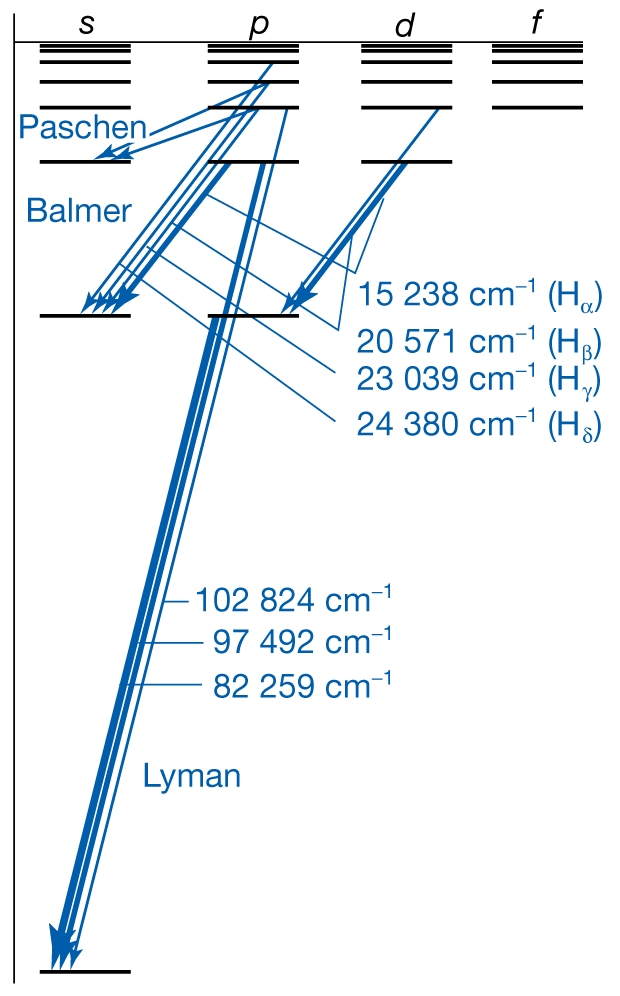 s p d f
Paschen
Balmer
15 238 cm⁻¹ (Hα)
20 571 cm⁻¹ (Hβ)
23 039 cm⁻¹ (Hγ)
24 380 cm⁻¹ (Hδ)
102 824 cm⁻¹
97 492 cm⁻¹
82 259 cm⁻¹
Lyman